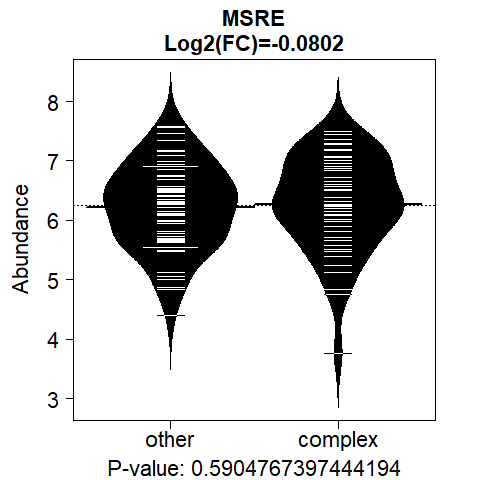 MSRE
Log2(FC)=-0.0802
Abundance
8
7
6
5
4
3
other complex
P-value: 0.5904767397444194